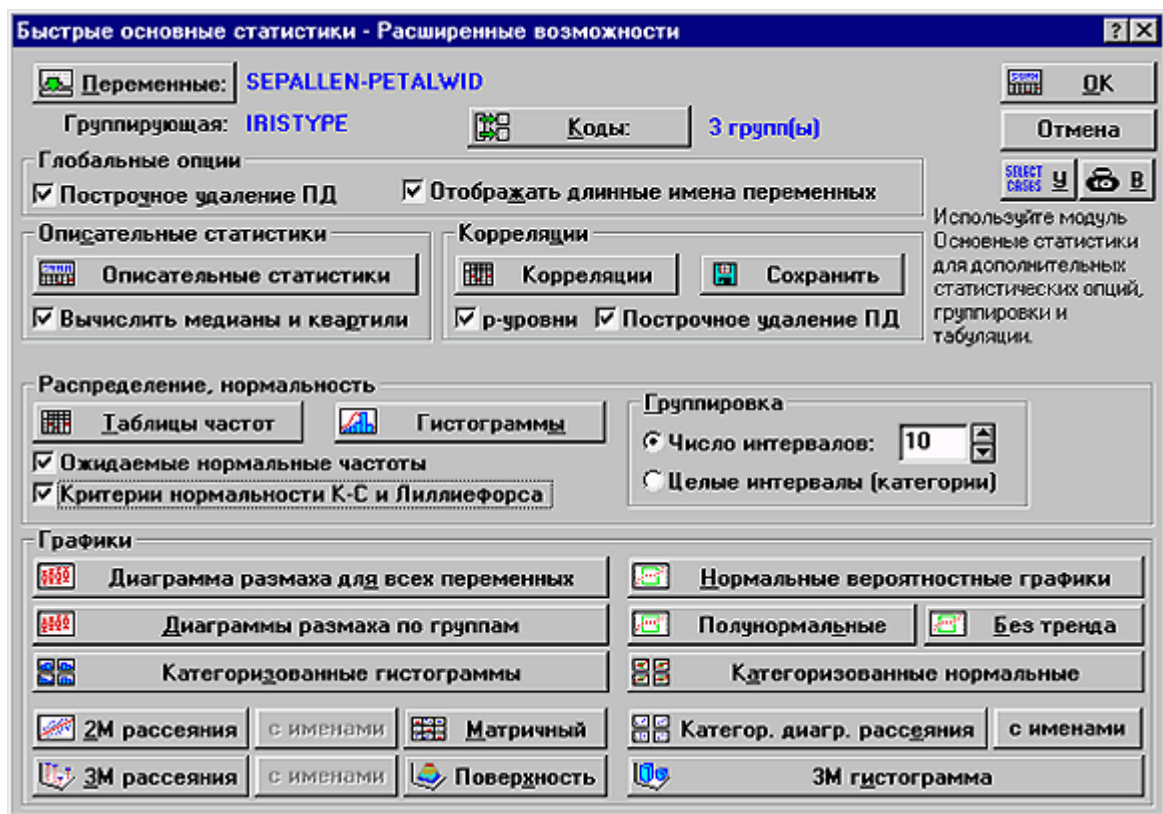 Быстрые основные статистики - Расширенные возможности
Переменные: SEPALLEN-PETALWID
OK
Группирующая: IRISTYPE Коды: 3 групп(ы)
Отмена
Глобальные опции
Построчное удаление ПД Отображать длинные имена переменных
SELECT CASES У В
Используйте модуль
Основные статистики
для дополнительных
статистических опций,
группировки и
табуляции.
Описательные статистики
Описательные статистики
Вычислить медианы и квартили
Корреляции
Корреляции Сохранить
р-уровни Построчное удаление ПД
Распределение, нормальность
Таблицы частот Гистограммы
Ожидаемые нормальные частоты
Критерии нормальности К-С и Лиллиефорса
Группировка
Число интервалов: 10
Целые интервалы (категории)
Графики
Диаграмма размаха для всех переменных Нормальные вероятностные графики
Диаграммы размаха по группам Полунормальные Без тренда
Категоризованные гистограммы Категоризованные нормальные
2М рассеяния с именами Матричный Категор. диагр. рассеяния с именами
3М рассеяния с именами Поверхность 3М гистограмма